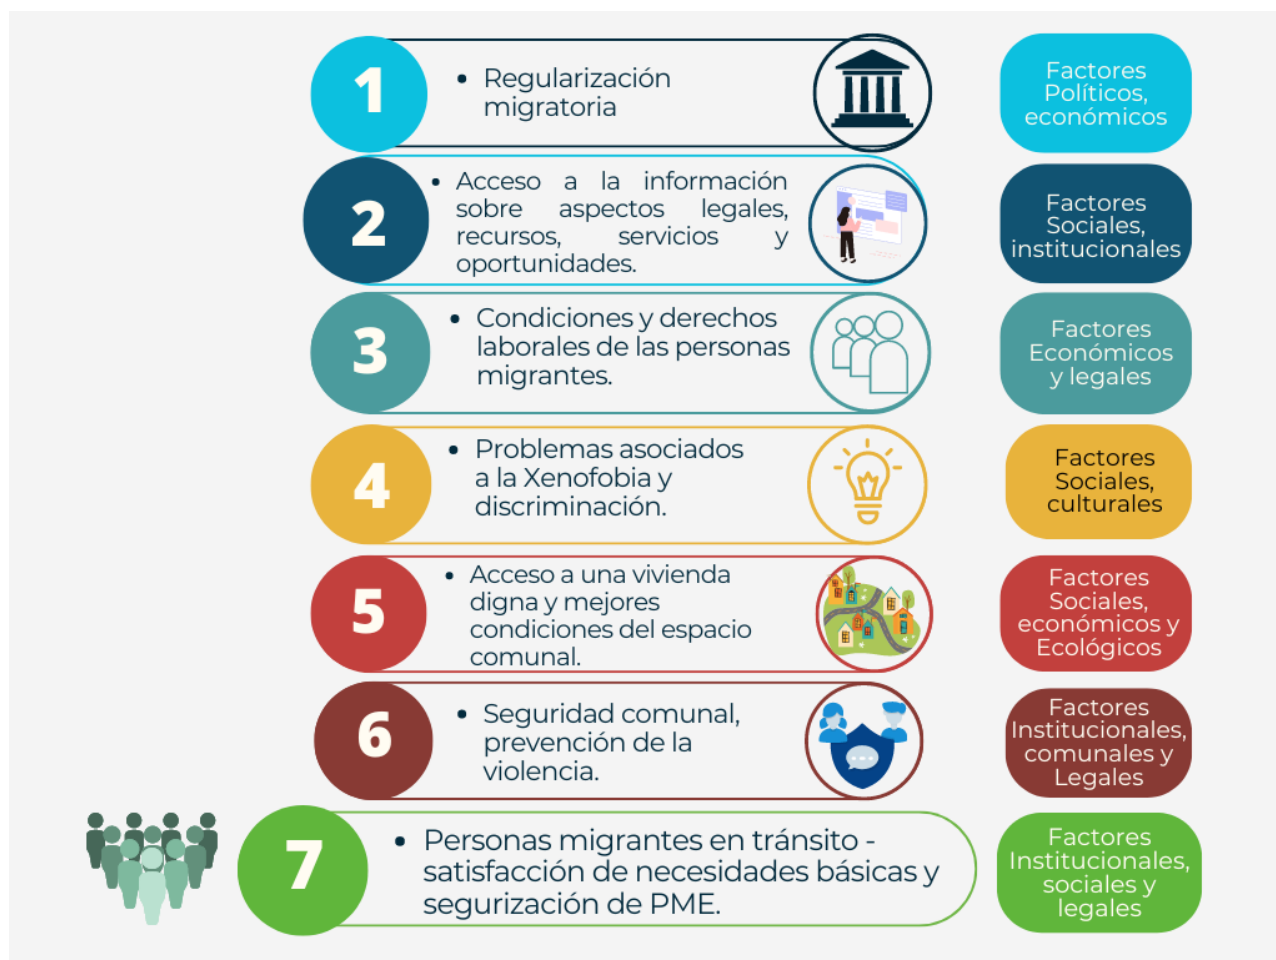 1
• Regularización
migratoria
Factores
Políticos,
económicos
2
• Acceso a la información
sobre aspectos legales,
recursos, servicios y
oportunidades.
Factores
Sociales,
institucionales
3
• Condiciones y derechos
laborales de las personas
migrantes.
Factores
Económicos
y legales
4
• Problemas asociados
a la Xenofobia y
discriminación.
Factores
Sociales,
culturales
5
• Acceso a una vivienda
digna y mejores
condiciones del espacio
comunal.
Factores
Sociales,
económicos y
Ecológicos
6
• Seguridad comunal,
prevención de la
violencia.
Factores
Institucionales,
comunales y
Legales
7
• Personas migrantes en tránsito -
satisfacción de necesidades básicas y
segurización de PME.
Factores
Institucionales,
sociales y
legales